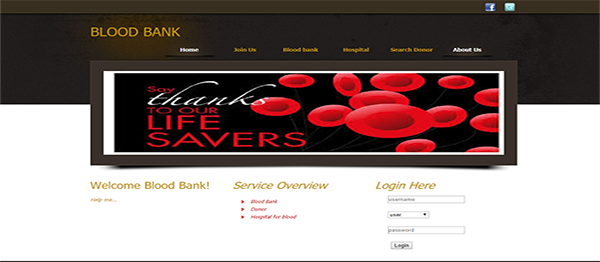 BLOOD BANK
Home Join Us Blood bank Hospital Search Donor About Us
Say
thanks
TO OUR
LIFE
SAVERS
Welcome Blood Bank!
Help me...
Service Overview
Blood Bank
Donor
Hospital for blood
Login Here
username
user
password
Login